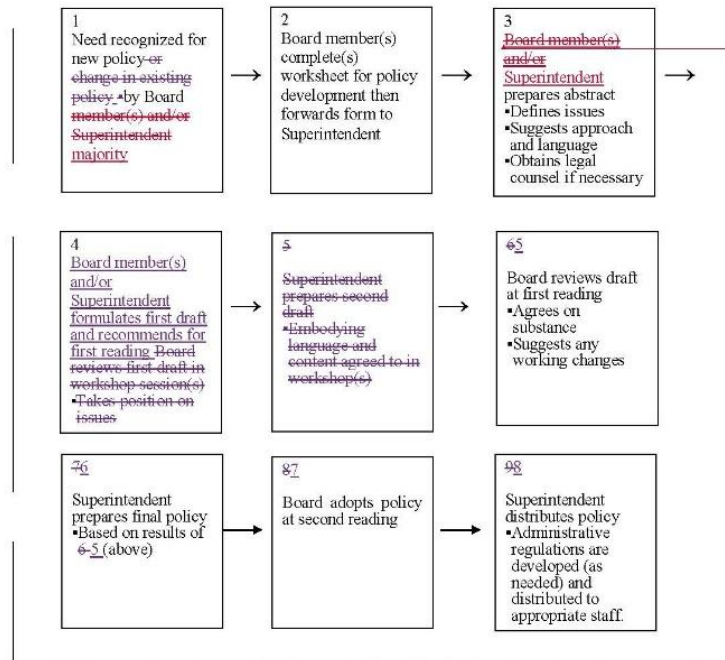 1
Need recognized for
new policy or
change in existing
policy ▪by Board
member(s) and/or
Superintendent
majority
2
Board member(s)
complete(s)
worksheet for policy
development then
forwards form to
Superintendent
3
Board member(s)
and/or
Superintendent
prepares abstract
▪Defines issues
▪Suggests approach
and language
▪Obtains legal
counsel if necessary
4
Board member(s)
and/or
Superintendent
formulates first draft
and recommends for
first reading Board
reviews first draft in
workshop session(s)
▪Takes position on
issues
5
Superintendent
prepares second
draft
▪Embodying
language and
content agreed to in
workshop(s)
65
Board reviews draft
at first reading
▪Agrees on
substance
▪Suggests any
working changes
76
Superintendent
prepares final policy
▪Based on results of
6-5 (above)
87
Board adopts policy
at second reading
98
Superintendent
distributes policy
▪Administrative
regulations are
developed (as
needed) and
distributed to
appropriate staff.